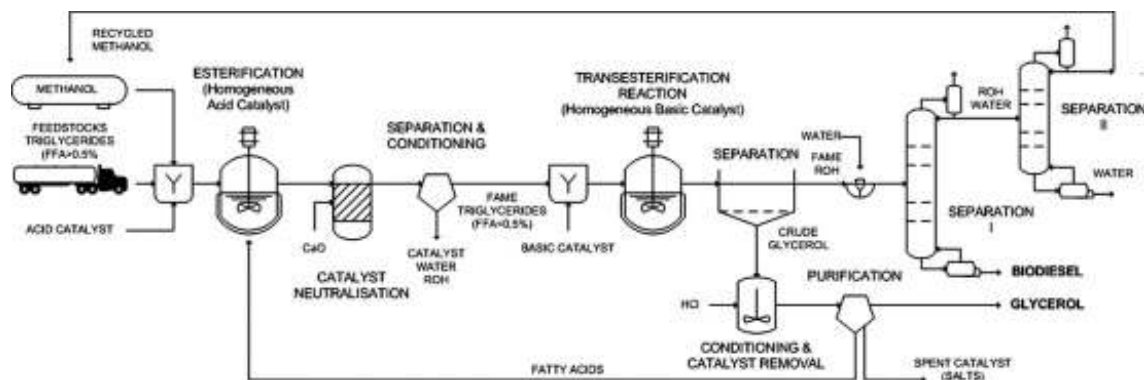 RECYCLED
METHANOL
METHANOL
FEEDSTOCKS
TRIGLYCERIDES
(FFA>0.5%
ACID CATALYST
ESTERIFICATION
(Homogeneous
Acid Catalyst)
CaO
CATALYST
NEUTRALISATION
SEPARATION &
CONDITIONING
CATALYST
WATER
ROH
FAME
TRIGLYCERIDES
(FFA<0.5%)
BASIC CATALYST
TRANSESTERIFICATION
REACTION
(Homogeneous Basic Catalyst)
SEPARATION
WATER
FAME
ROH
CRUDE
GLYCEROL
HCl
CONDITIONING &
CATALYST REMOVAL
PURIFICATION
ROH
WATER
SEPARATION
I
SEPARATION
II
WATER
BIODIESEL
GLYCEROL
FATTY ACIDS
SPENT CATALYST
(SALTS)